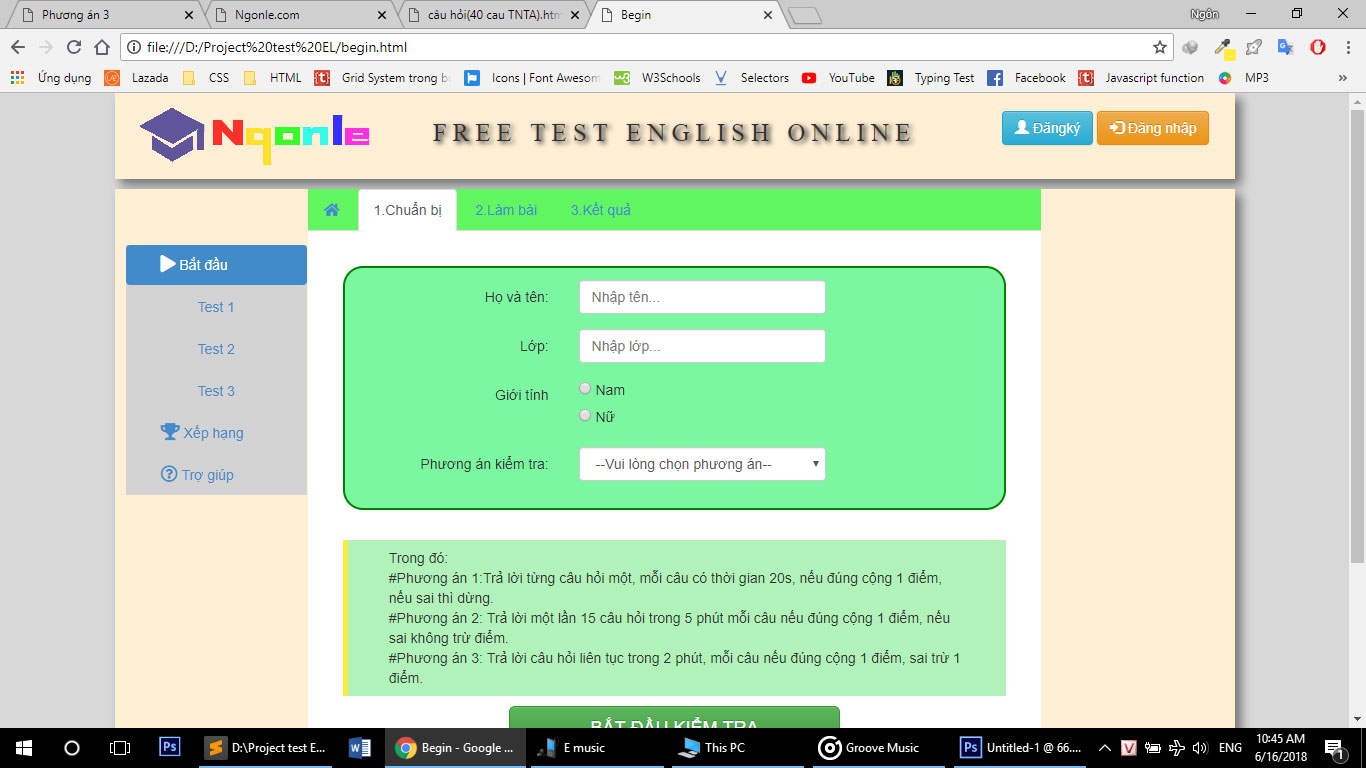 Phương án 3
Ngonle.com
câu hỏi(40 cau TNTA).htm
Begin
Ngôn
file:///D:/Project%20test%20EL/begin.html
Ứng dụng
Lazada
CSS
HTML
Grid System trong b
Icons | Font Awesom
W3Schools
Selectors
YouTube
Typing Test
Facebook
Javascript function
MP3
»
Nqonle
FREE TEST ENGLISH ONLINE
Đăngký
Đăng nhập
1.Chuẩn bị
2.Làm bài
3.Kết quả
Bắt đầu
Test 1
Test 2
Test 3
Xếp hạng
Trợ giúp
Họ và tên:
Nhập tên...
Lớp:
Nhập lớp...
Giới tính
Nam
Nữ
Phương án kiểm tra:
--Vui lòng chọn phương án--
Trong đó:
#Phương án 1:Trả lời từng câu hỏi một, mỗi câu có thời gian 20s, nếu đúng cộng 1 điểm,
nếu sai thì dừng.
#Phương án 2: Trả lời một lần 15 câu hỏi trong 5 phút mỗi câu nếu đúng cộng 1 điểm, nếu
sai không trừ điểm.
#Phương án 3: Trả lời câu hỏi liên tục trong 2 phút, mỗi câu nếu đúng cộng 1 điểm, sai trừ 1
điểm.
BẮT ĐẦU KIỂM TRA
Ps
D:\Project test E...
Begin - Google ...
E music
This PC
Groove Music
Ps
Untitled-1 @ 66....
V
ENG
10:45 AM
6/16/2018
1